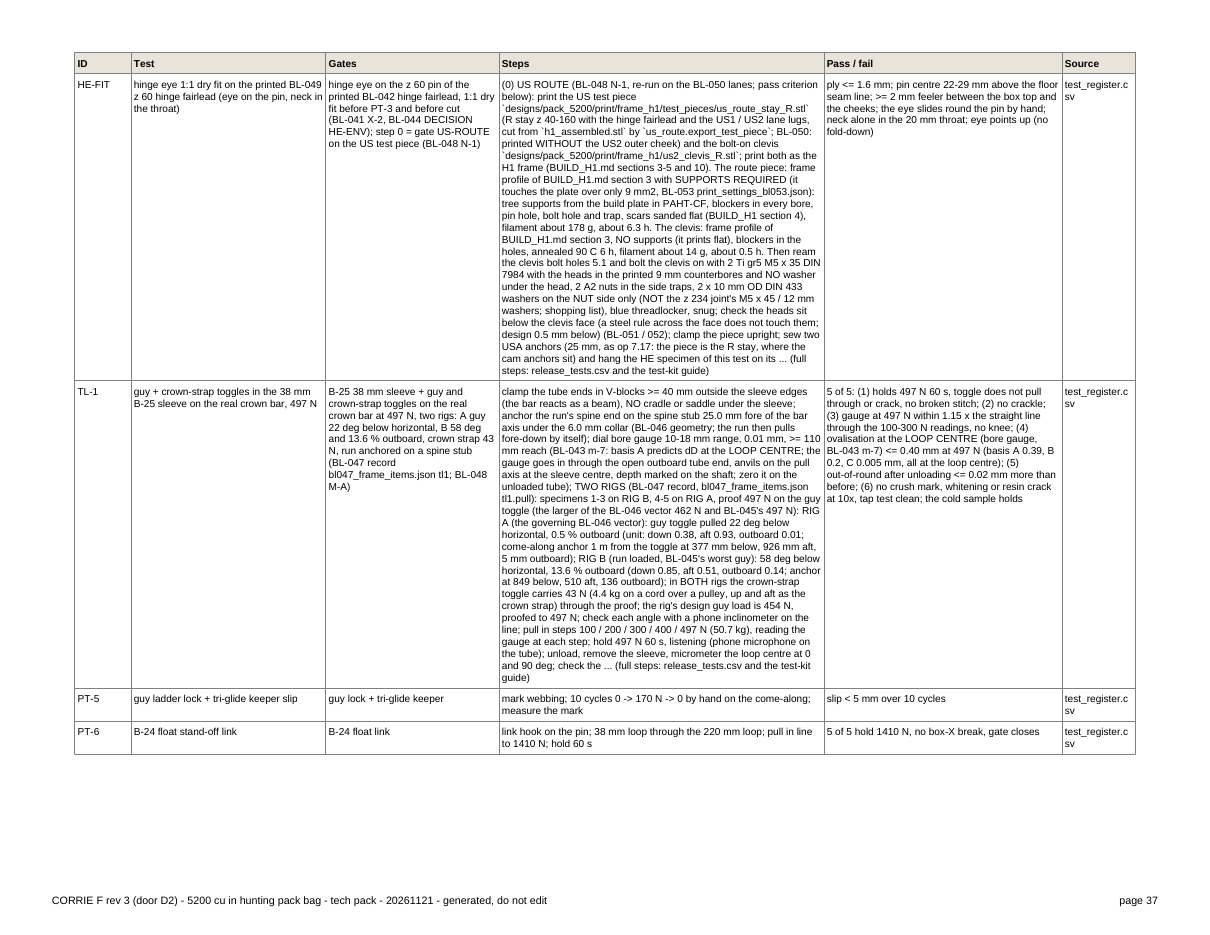 ID Test Gates Steps Pass / fail Source
HE-FIT
hinge eye 1:1 dry fit on the printed BL-049
z 60 hinge fairlead (eye on the pin, neck in
the throat)
hinge eye on the z 60 pin of the
printed BL-042 hinge fairlead, 1:1 dry
fit before PT-3 and before cut
(BL-041 X-2, BL-044 DECISION
HE-ENV); step 0 = gate US-ROUTE
on the US test piece (BL-048 N-1)
(0) US ROUTE (BL-048 N-1, re-run on the BL-050 lanes; pass criterion
below): print the US test piece
`designs/pack_5200/print/frame_h1/test_pieces/us_route_stay_R.stl`
(R stay z 40-160 with the hinge fairlead and the US1 / US2 lane lugs,
cut from `h1_assembled.stl` by `us_route.export_test_piece`; BL-050:
printed WITHOUT the US2 outer cheek) and the bolt-on clevis
`designs/pack_5200/print/frame_h1/us2_clevis_R.stl`; print both as the
H1 frame (BUILD_H1.md sections 3-5 and 10). The route piece: frame
profile of BUILD_H1.md section 3 with SUPPORTS REQUIRED (it
touches the plate over only 9 mm2, BL-053 print_settings_bl053.json):
tree supports from the build plate in PAHT-CF, blockers in every bore,
pin hole, bolt hole and trap, scars sanded flat (BUILD_H1 section 4),
filament about 178 g, about 6.3 h. The clevis: frame profile of
BUILD_H1.md section 3, NO supports (it prints flat), blockers in the
holes, annealed 90 C 6 h, filament about 14 g, about 0.5 h. Then ream
the clevis bolt holes 5.1 and bolt the clevis on with 2 Ti gr5 M5 x 35 DIN
7984 with the heads in the printed 9 mm counterbores and NO washer
under the head, 2 A2 nuts in the side traps, 2 x 10 mm OD DIN 433
washers on the NUT side only (NOT the z 234 joint's M5 x 45 / 12 mm
washers; shopping list), blue threadlocker, snug; check the heads sit
below the clevis face (a steel rule across the face does not touch them;
design 0.5 mm below) (BL-051 / 052); clamp the piece upright; sew two
USA anchors (25 mm, as op 7.17: the piece is the R stay, where the
cam anchors sit) and hang the HE specimen of this test on its ... (full
steps: release_tests.csv and the test-kit guide)
ply <= 1.6 mm; pin centre 22-29 mm above the floor
seam line; >= 2 mm feeler between the box top and
the cheeks; the eye slides round the pin by hand;
neck alone in the 20 mm throat; eye points up (no
fold-down)
test_register.c
sv
TL-1
guy + crown-strap toggles in the 38 mm
B-25 sleeve on the real crown bar, 497 N
B-25 38 mm sleeve + guy and
crown-strap toggles on the real
crown bar at 497 N, two rigs: A guy
22 deg below horizontal, B 58 deg
and 13.6 % outboard, crown strap 43
N, run anchored on a spine stub
(BL-047 record
bl047_frame_items.json tl1; BL-048
M-A)
clamp the tube ends in V-blocks >= 40 mm outside the sleeve edges
(the bar reacts as a beam), NO cradle or saddle under the sleeve;
anchor the run's spine end on the spine stub 25.0 mm fore of the bar
axis under the 6.0 mm collar (BL-046 geometry; the run then pulls
fore-down by itself); dial bore gauge 10-18 mm range, 0.01 mm, >= 110
mm reach (BL-043 m-7: basis A predicts dD at the LOOP CENTRE; the
gauge goes in through the open outboard tube end, anvils on the pull
axis at the sleeve centre, depth marked on the shaft; zero it on the
unloaded tube); TWO RIGS (BL-047 record, bl047_frame_items.json
tl1.pull): specimens 1-3 on RIG B, 4-5 on RIG A, proof 497 N on the guy
toggle (the larger of the BL-046 vector 462 N and BL-045's 497 N): RIG
A (the governing BL-046 vector): guy toggle pulled 22 deg below
horizontal, 0.5 % outboard (unit: down 0.38, aft 0.93, outboard 0.01;
come-along anchor 1 m from the toggle at 377 mm below, 926 mm aft,
5 mm outboard); RIG B (run loaded, BL-045's worst guy): 58 deg below
horizontal, 13.6 % outboard (down 0.85, aft 0.51, outboard 0.14; anchor
at 849 below, 510 aft, 136 outboard); in BOTH rigs the crown-strap
toggle carries 43 N (4.4 kg on a cord over a pulley, up and aft as the
crown strap) through the proof; the rig's design guy load is 454 N,
proofed to 497 N; check each angle with a phone inclinometer on the
line; pull in steps 100 / 200 / 300 / 400 / 497 N (50.7 kg), reading the
gauge at each step; hold 497 N 60 s, listening (phone microphone on
the tube); unload, remove the sleeve, micrometer the loop centre at 0
and 90 deg; check the ... (full steps: release_tests.csv and the test-kit
guide)
5 of 5: (1) holds 497 N 60 s, toggle does not pull
through or crack, no broken stitch; (2) no crackle;
(3) gauge at 497 N within 1.15 x the straight line
through the 100-300 N readings, no knee; (4)
ovalisation at the LOOP CENTRE (bore gauge,
BL-043 m-7) <= 0.40 mm at 497 N (basis A 0.39, B
0.2, C 0.005 mm, all at the loop centre); (5)
out-of-round after unloading <= 0.02 mm more than
before; (6) no crush mark, whitening or resin crack
at 10x, tap test clean; the cold sample holds
test_register.c
sv
PT-5
guy ladder lock + tri-glide keeper slip
guy lock + tri-glide keeper
mark webbing; 10 cycles 0 -> 170 N -> 0 by hand on the come-along;
measure the mark
slip < 5 mm over 10 cycles
test_register.c
sv
PT-6
B-24 float stand-off link
B-24 float link
link hook on the pin; 38 mm loop through the 220 mm loop; pull in line
to 1410 N; hold 60 s
5 of 5 hold 1410 N, no box-X break, gate closes
test_register.c
sv
CORRIE F rev 3 (door D2) - 5200 cu in hunting pack bag - tech pack - 20261121 - generated, do not edit
page 37